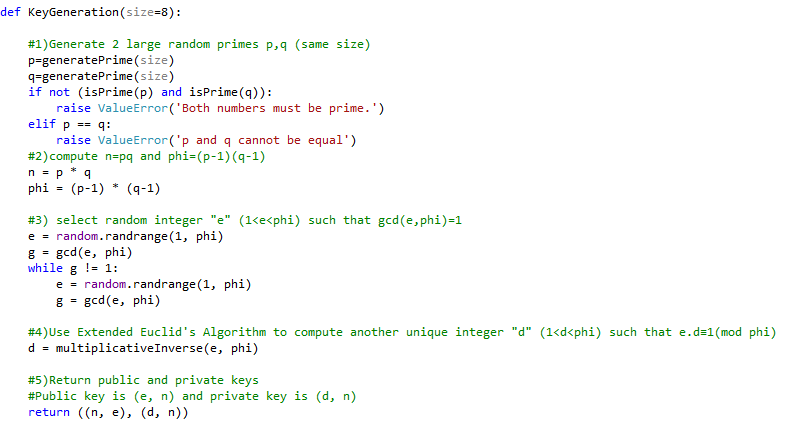 def KeyGeneration(size=8):
#1)Generate 2 large random primes p,q (same size)
p=generatePrime(size)
q=generatePrime(size)
if not (isPrime(p) and isPrime(q)):
raise ValueError('Both numbers must be prime.')
elif p == q:
raise ValueError('p and q cannot be equal')
#2)compute n=pq and phi=(p-1)(q-1)
n = p * q
phi = (p-1) * (q-1)
#3) select random integer "e" (1<e<phi) such that gcd(e,phi)=1
e = random.randrange(1, phi)
g = gcd(e, phi)
while g != 1:
e = random.randrange(1, phi)
g = gcd(e, phi)
#4)Use Extended Euclid's Algorithm to compute another unique integer "d" (1<d<phi) such that e.d≡1(mod phi)
d = multiplicativeInverse(e, phi)
#5)Return public and private keys
#Public key is (e, n) and private key is (d, n)
return ((n, e), (d, n))